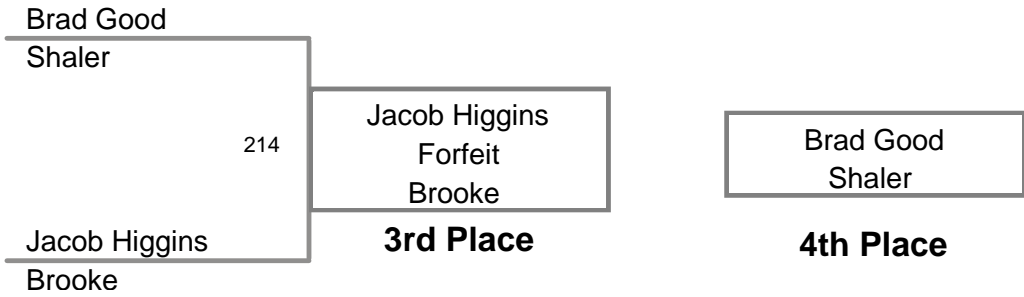 Brad Good
Shaler
214
Jacob Higgins
Forfeit
Brooke
3rd Place
Brad Good
Shaler
4th Place
Jacob Higgins
Brooke